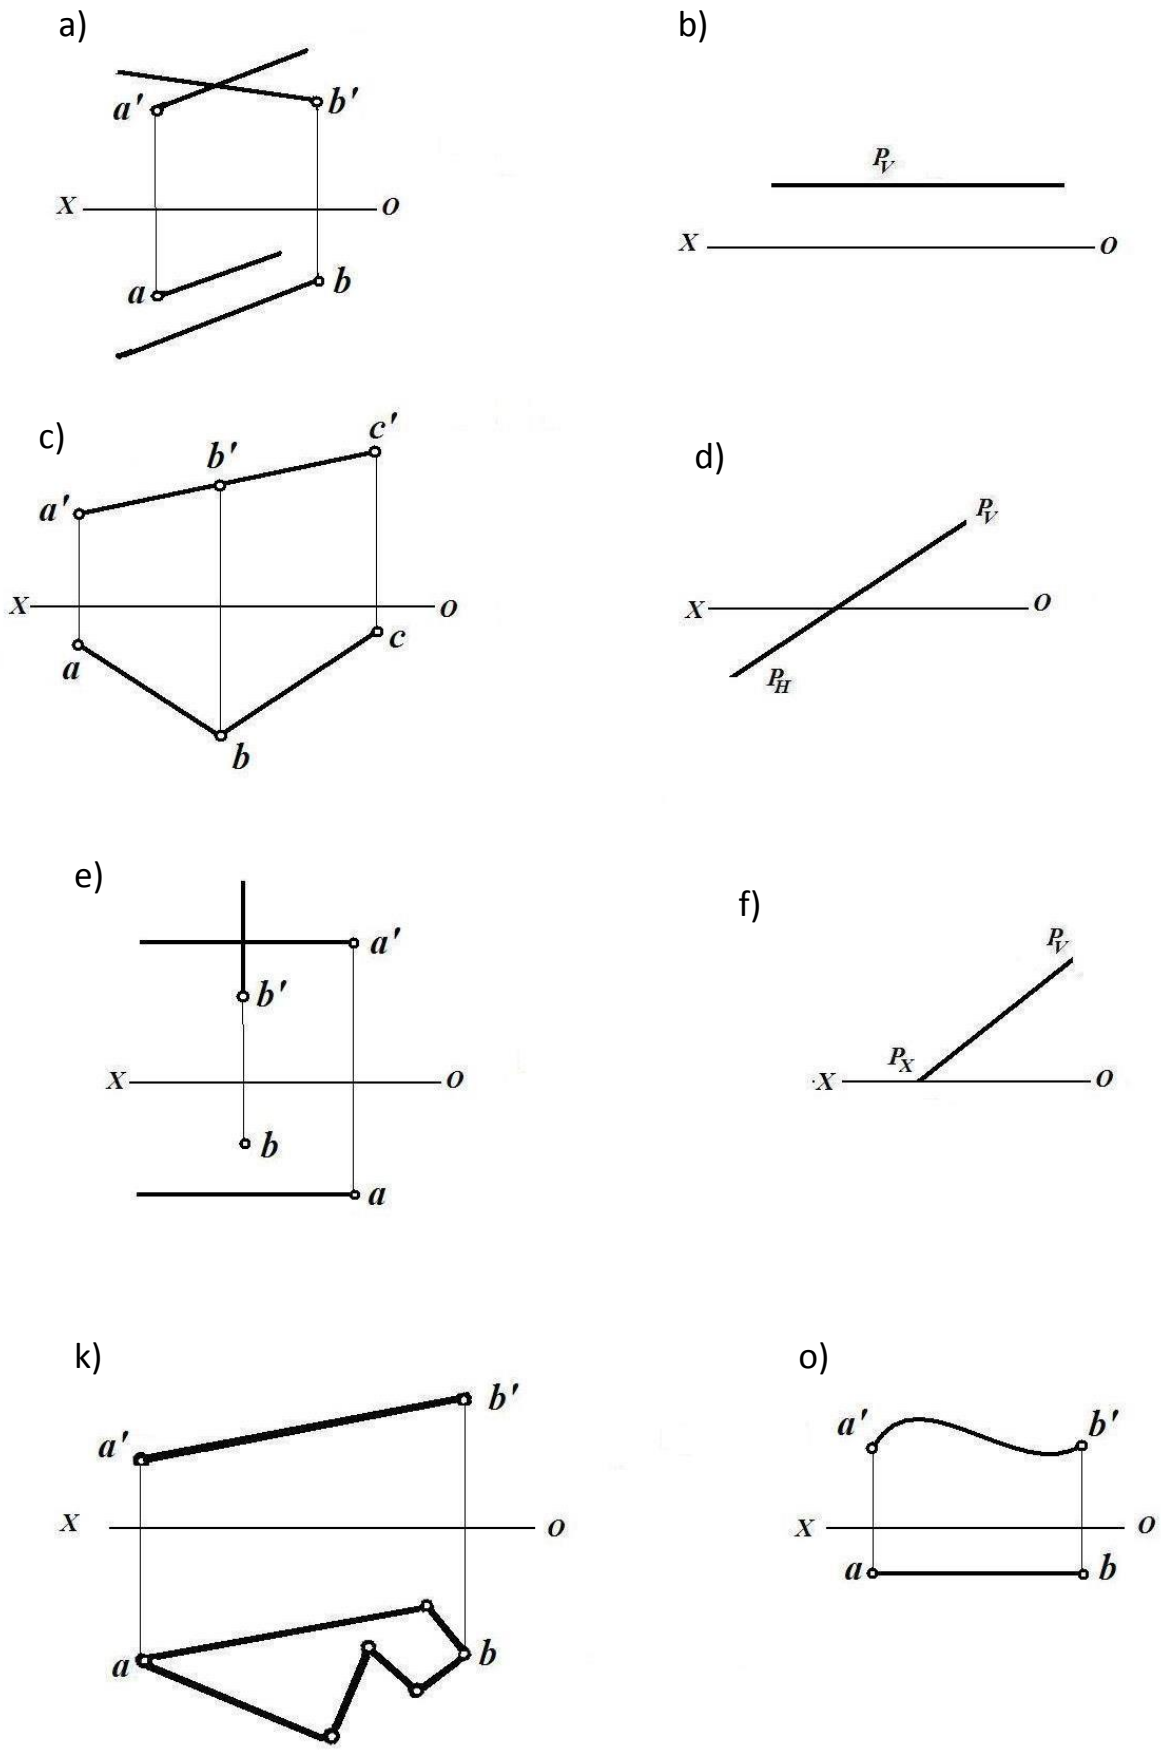 a)
b)
a' b'
P_V
X O
X O
a b
c)
c'
b'
d)
a'
P_V
X O
X O
a c
P_H
b
e)
f)
a'
P_V
b'
P_X
X O
X O
b
a
k)
o)
b'
a' b'
a'
X O
X O
a b
a b